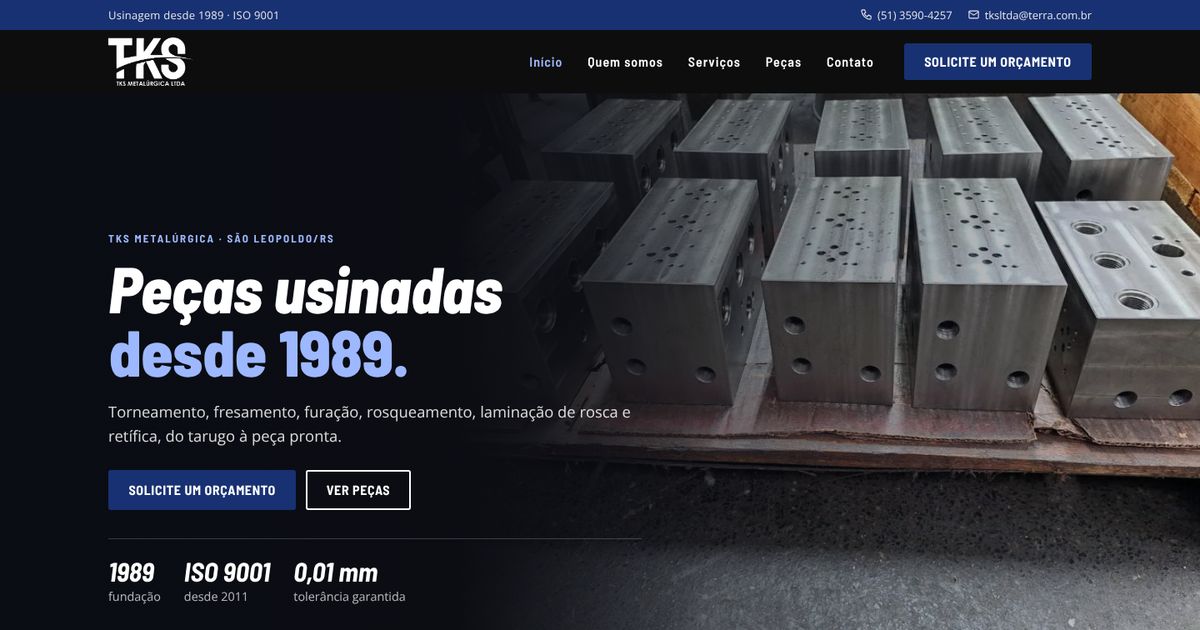 Usinagem desde 1989 · ISO 9001
(51) 3590-4257
tksltda@terra.com.br
TKS
TKS METALÚRGICA LTDA
Início
Quem somos
Serviços
Peças
Contato
SOLICITE UM ORÇAMENTO
TKS METALÚRGICA · SÃO LEOPOLDO/RS
Peças usinadas
desde 1989.
Torneamento, fresamento, furação, rosqueamento, laminação de rosca e
retífica, do tarugo à peça pronta.
SOLICITE UM ORÇAMENTO
VER PEÇAS
1989
fundação
ISO 9001
desde 2011
0,01 mm
tolerância garantida